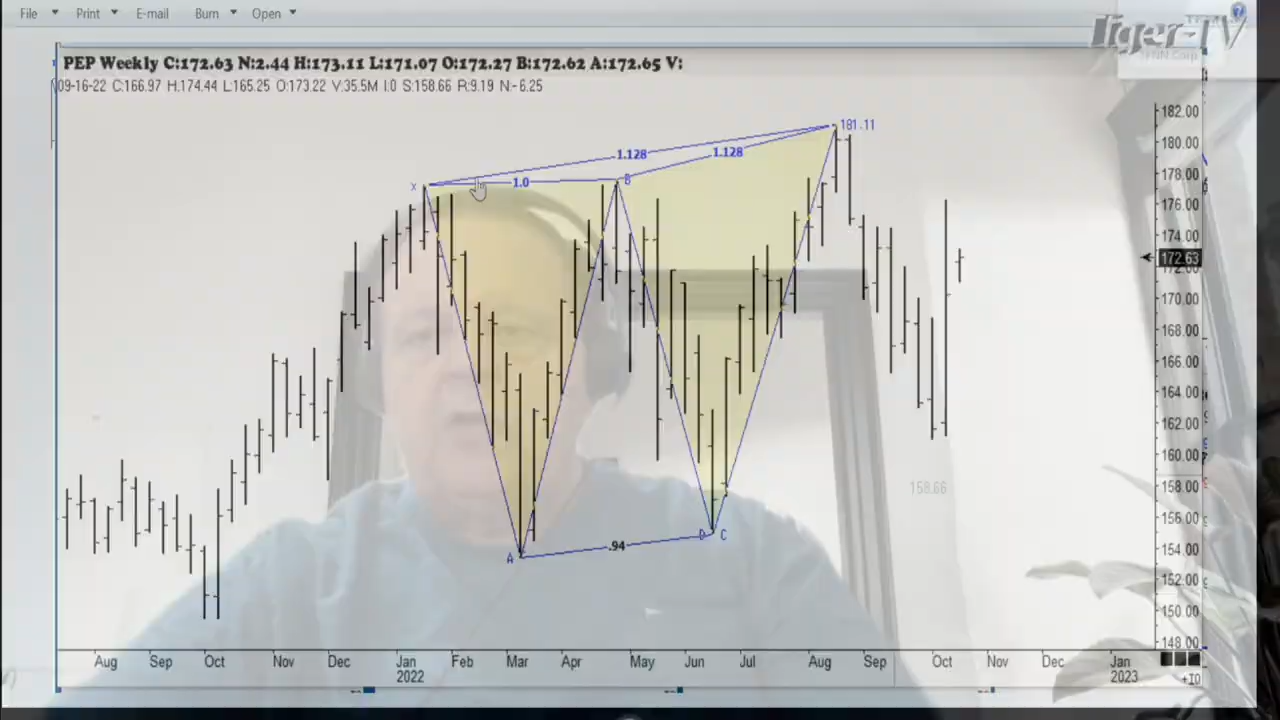 File Print E-mail Burn Open
Tiger-TV
TFNN Corp
PEP Weekly C:172.63 N:2.44 H:173.11 L:171.07 O:172.27 B:172.62 A:172.65 V:
09-16-22 C:166.97 H:174.44 L:165.25 O:173.22 V:35.5M I:0 S:158.66 R:9.19 N:-6.25
182.00
181.11
180.00
1.128 1.128
178.00
X 1.0 B
176.00
174.00
172.63
172.00
170.00
168.00
166.00
164.00
162.00
160.00
158.66 158.00
156.00
D C
.94
A 154.00
152.00
150.00
148.00
Aug Sep Oct Nov Dec Jan Feb Mar Apr May Jun Jul Aug Sep Oct Nov Dec Jan
2022 2023
+10